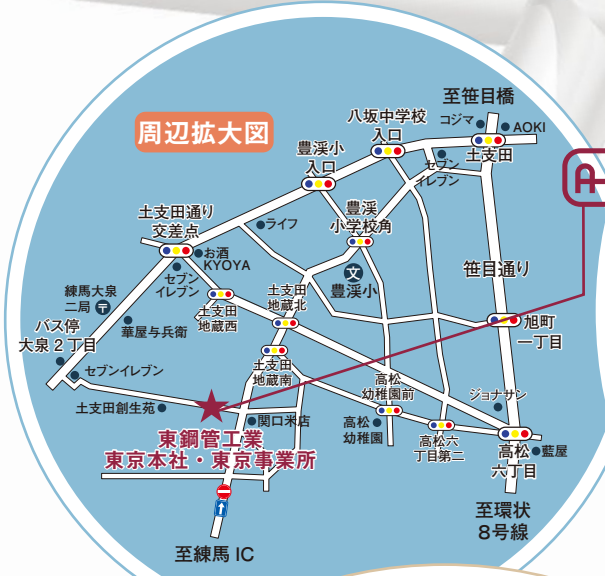 周辺拡大図
至笹目橋
コジマ
AOKI
八坂中学校
入口
土支田
セブン
イレブン
豊渓小
入口
豊渓
小学校角
土支田通り
交差点
ライフ
お酒
KYOYA
セブン
イレブン
文
豊渓小
笹目通り
練馬大泉
二局
〒
土支田
地蔵西
土支田
地蔵北
華屋与兵衛
バス停
大泉2丁目
旭町
一丁目
セブンイレブン
土支田
地蔵南
高松
幼稚園前
ジョナサン
土支田創生苑
関口米店
高松
幼稚園
高松六
丁目第二
高松
六丁目
藍屋
東鋼管工業
東京本社・東京事業所
至環状
8号線
至練馬 IC
A